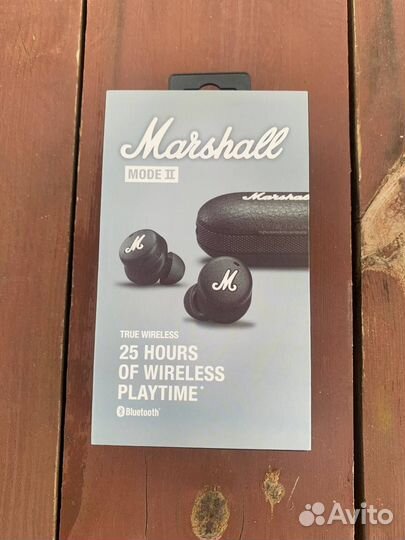 Marshall
MODE II
Marshall
M
M
TRUE WIRELESS
25 HOURS
OF WIRELESS
PLAYTIME*
Bluetooth®
Avito